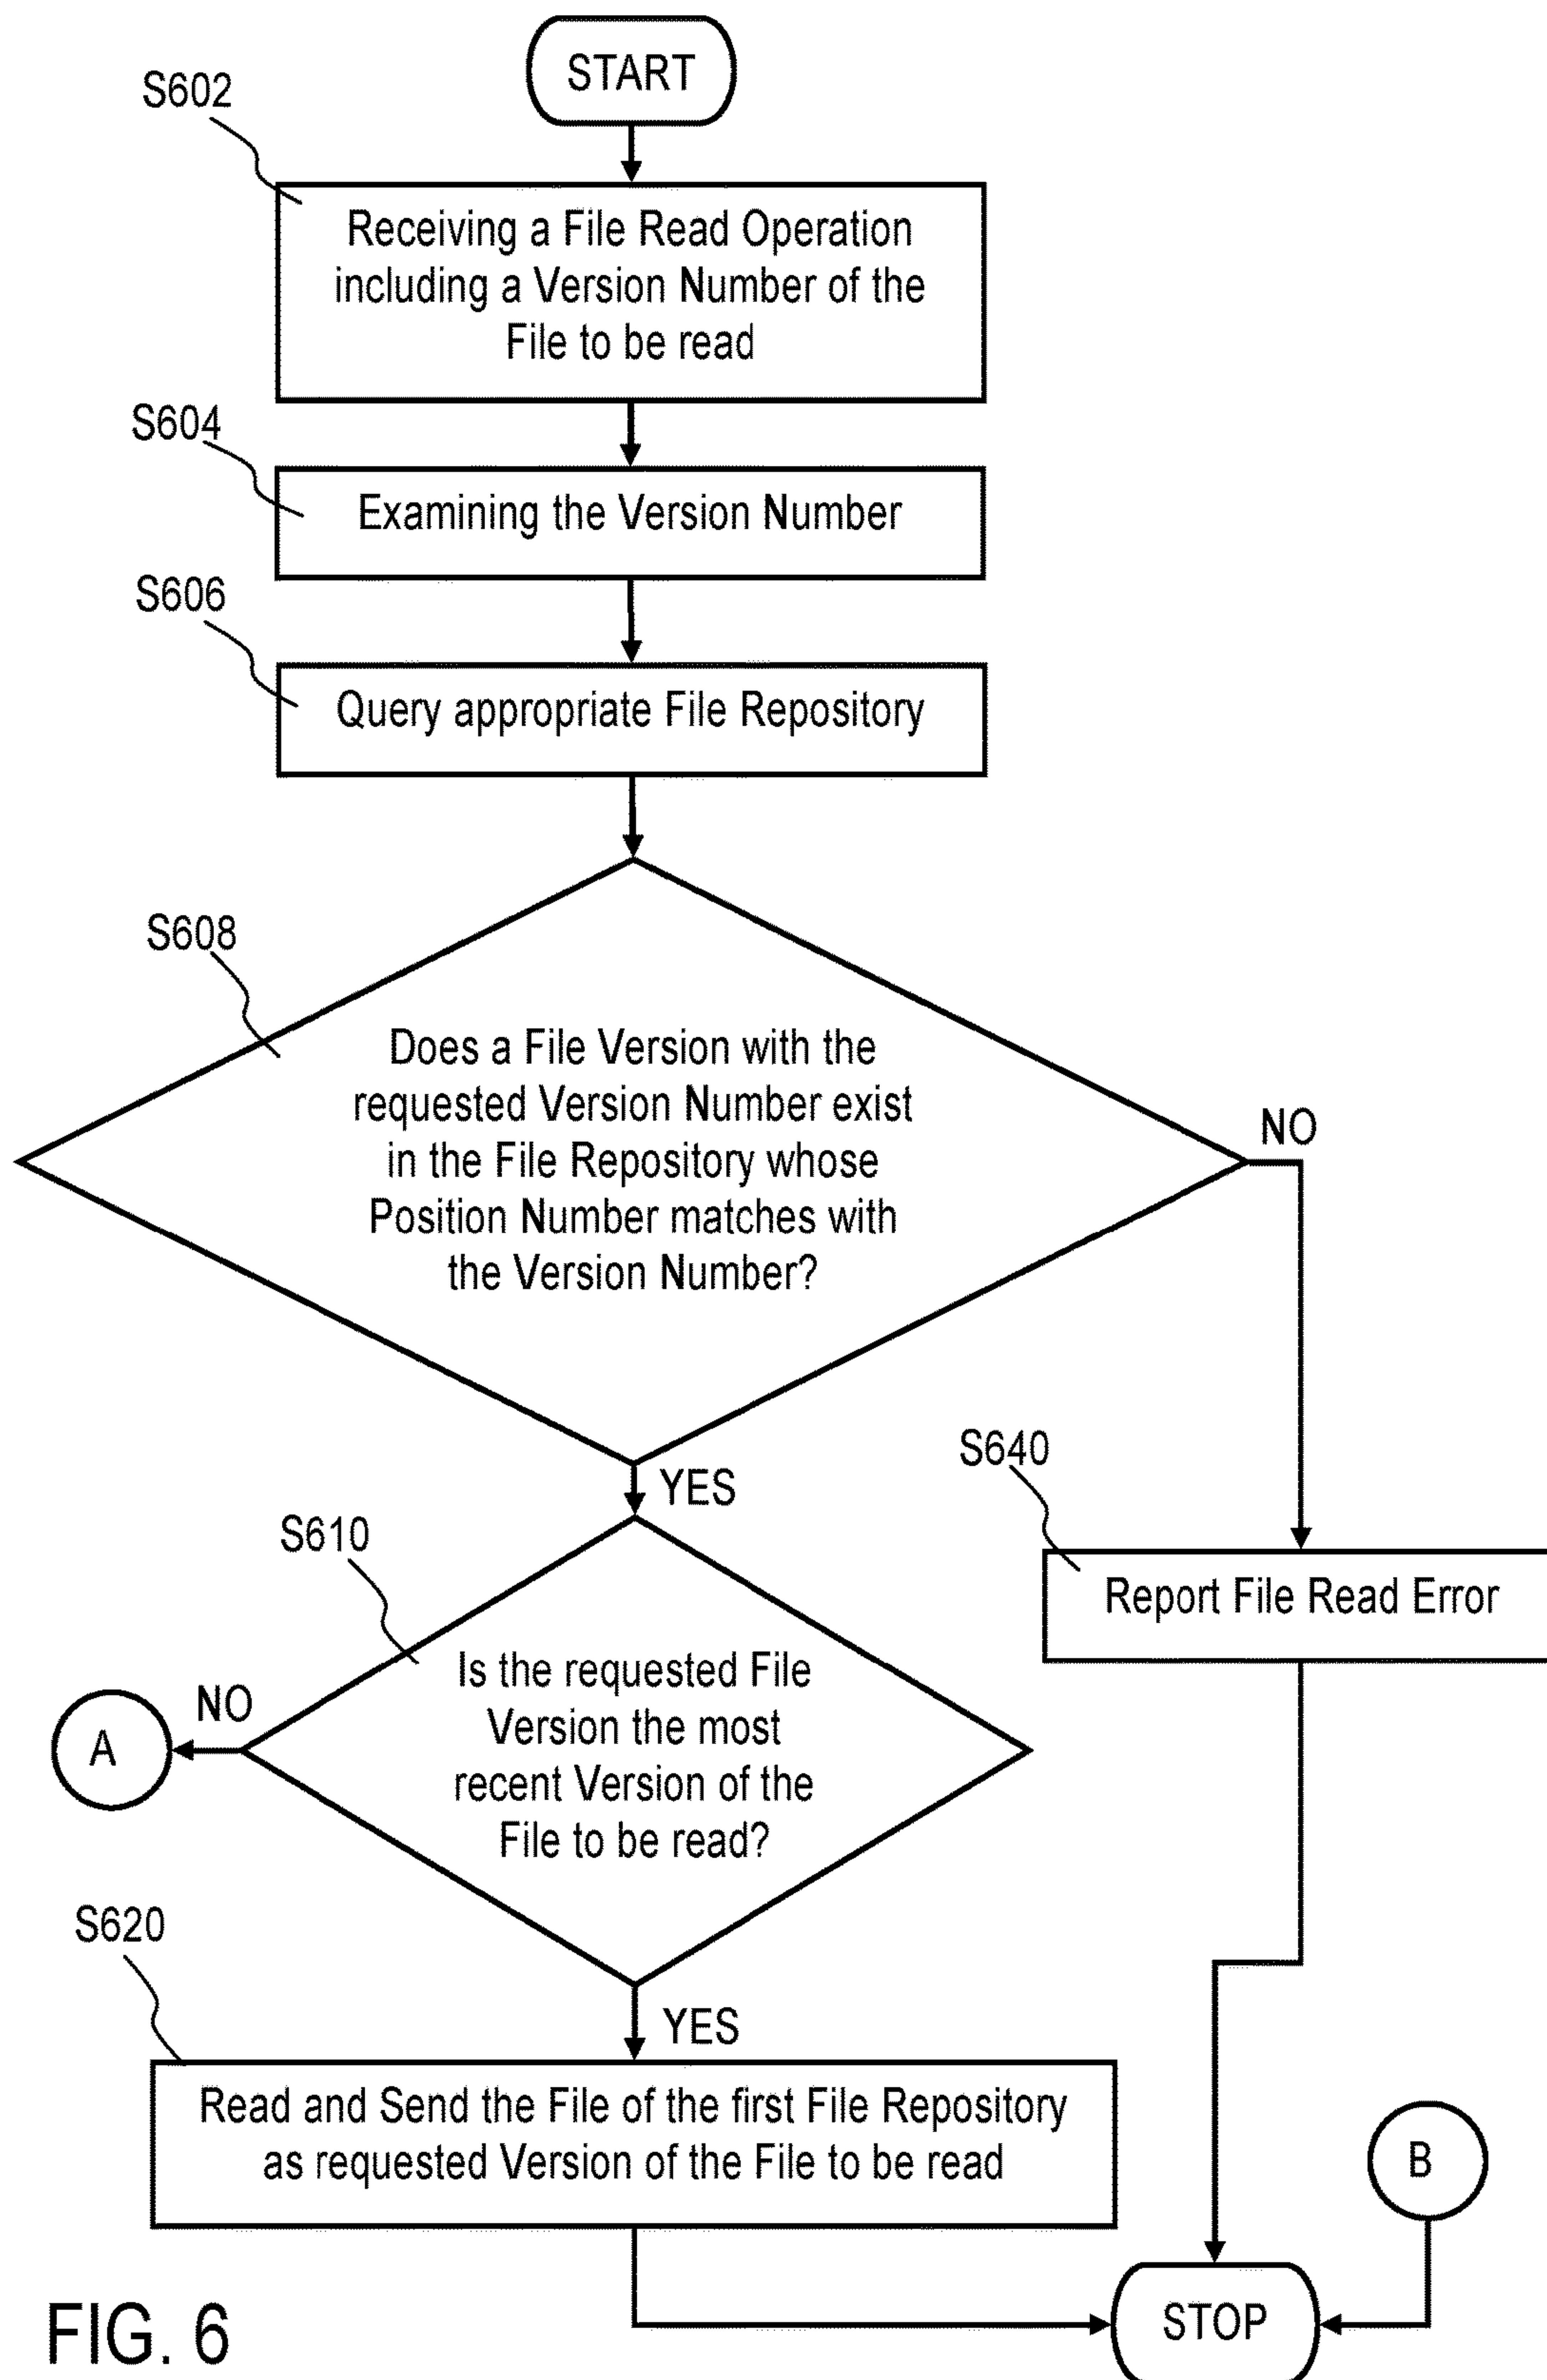 START
S602
Receiving a File Read Operation
including a Version Number of the
File to be read
S604
Examining the Version Number
S606
Query appropriate File Repository
S608
Does a File Version with the
requested Version Number exist
in the File Repository whose
Position Number matches with
the Version Number?
NO
YES
S640
Report File Read Error
S610
Is the requested File
Version the most
recent Version of the
File to be read?
NO
A
YES
S620
Read and Send the File of the first File Repository
as requested Version of the File to be read
B
STOP
FIG. 6